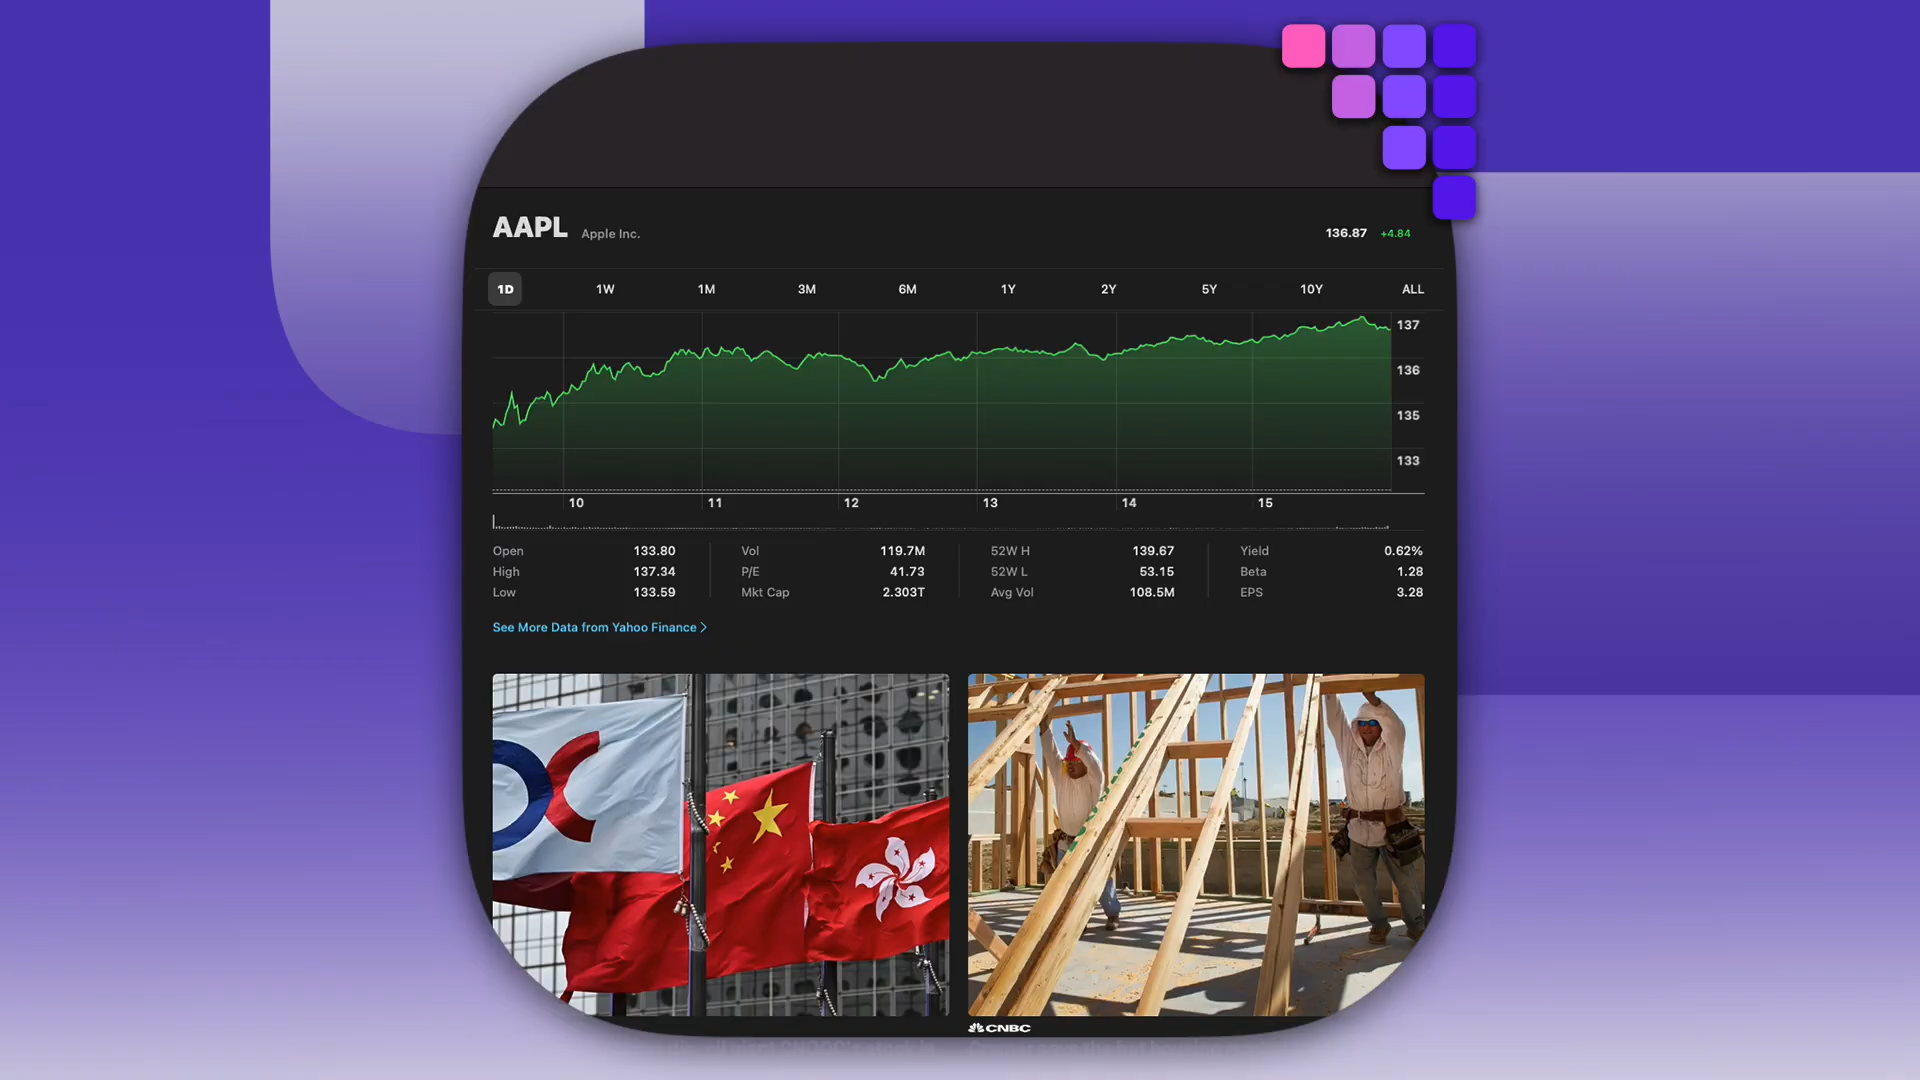 AAPL Apple Inc. 136.87 +4.84
1D 1W 1M 3M 6M 1Y 2Y 5Y 10Y ALL
137
136
135
133
10 11 12 13 14 15
Open 133.80 Vol 119.7M 52W H 139.67 Yield 0.62%
High 137.34 P/E 41.73 52W L 53.15 Beta 1.28
Low 133.59 Mkt Cap 2.303T Avg Vol 108.5M EPS 3.28
See More Data from Yahoo Finance >
CNBC